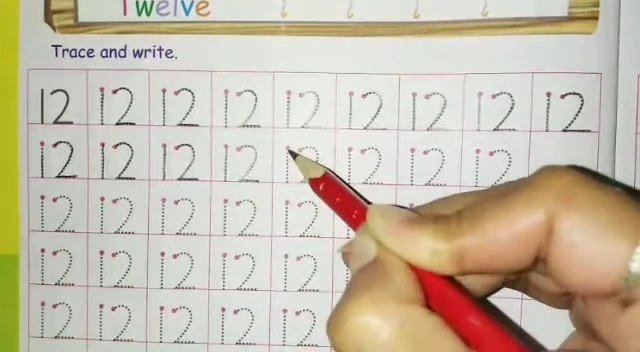 Twelve
Trace and write.
12 12 12 12 12 12 12 12 12
12 12 12 12 12 12 12 12
12 12 12 12 12
12 12 12 12 12
12 12 12 12 12